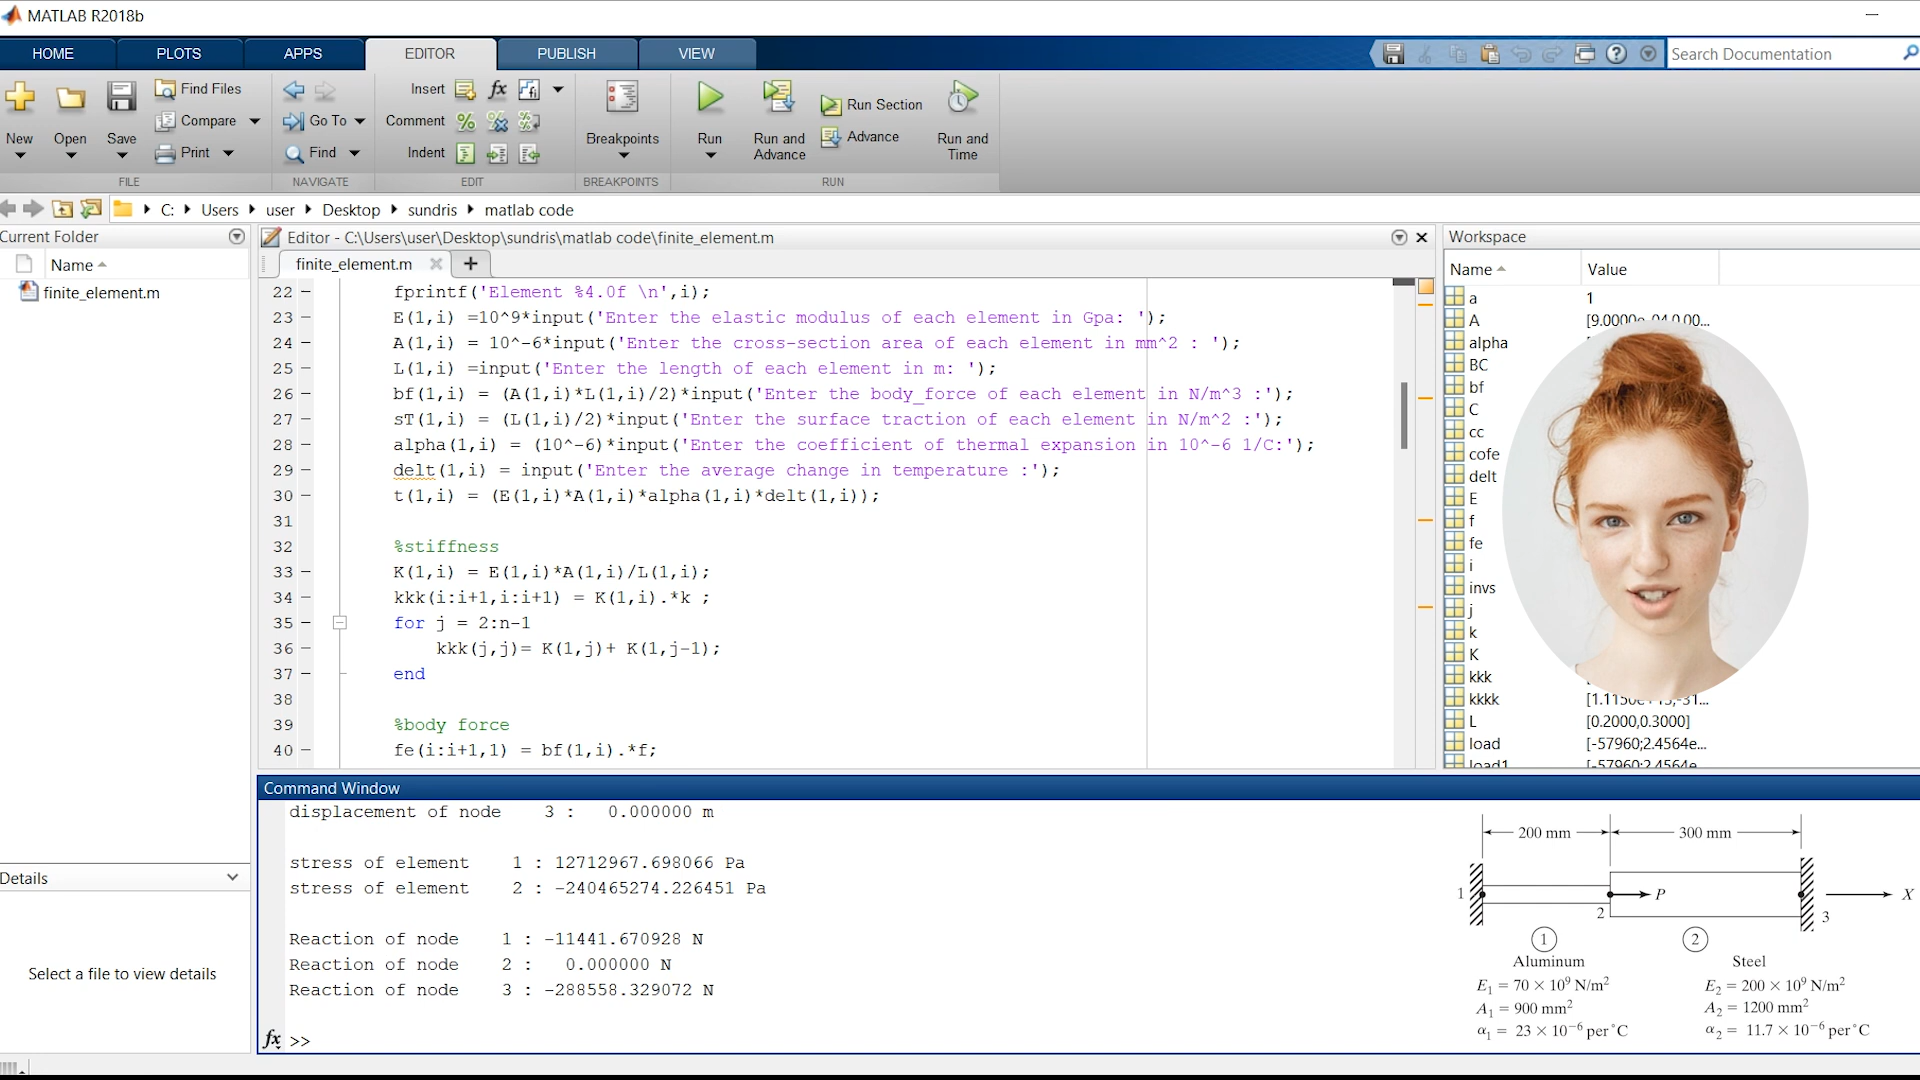 MATLAB R2018b
HOME PLOTS APPS EDITOR PUBLISH VIEW
Search Documentation
New Open Save Find Files Compare Print
FILE
Go To Find
NAVIGATE
Insert fx
Comment
Indent
EDIT
Breakpoints
BREAKPOINTS
Run Run and Advance Run Section Advance Run and Time
RUN
C: Users user Desktop sundris matlab code
Current Folder
Name
finite_element.m
Details
Select a file to view details
Editor - C:\Users\user\Desktop\sundris\matlab code\finite_element.m
finite_element.m
22 – fprintf('Element %4.0f \n',i);
23 – E(1,i) =10^9*input('Enter the elastic modulus of each element in Gpa: ');
24 – A(1,i) = 10^-6*input('Enter the cross-section area of each element in mm^2 : ');
25 – L(1,i) =input('Enter the length of each element in m: ');
26 – bf(1,i) = (A(1,i)*L(1,i)/2)*input('Enter the body_force of each element in N/m^3 :');
27 – sT(1,i) = (L(1,i)/2)*input('Enter the surface traction of each element in N/m^2 :');
28 – alpha(1,i) = (10^-6)*input('Enter the coefficient of thermal expansion in 10^-6 1/C:');
29 – delt(1,i) = input('Enter the average change in temperature :');
30 – t(1,i) = (E(1,i)*A(1,i)*alpha(1,i)*delt(1,i));
31
32 %stiffness
33 – K(1,i) = E(1,i)*A(1,i)/L(1,i);
34 – kkk(i:i+1,i:i+1) = K(1,i).*k ;
35 – for j = 2:n-1
36 – kkk(j,j)= K(1,j)+ K(1,j-1);
37 – end
38
39 %body force
40 – fe(i:i+1,1) = bf(1,i).*f;
Command Window
displacement of node 3 : 0.000000 m
stress of element 1 : 12712967.698066 Pa
stress of element 2 : -240465274.226451 Pa
Reaction of node 1 : -11441.670928 N
Reaction of node 2 : 0.000000 N
Reaction of node 3 : -288558.329072 N
fx >>
Workspace
Name Value
a 1
A
alpha
BC
bf
C
cc
cofe
delt
E
f
fe
i
invs
j
k
K
kkk
kkkk
L [0.2000,0.3000]
load [-57960;2.4564e...
load1 [-57960;2.4564e
200 mm 300 mm
1 P X
2 3
1 2
Aluminum Steel
E₁ = 70 × 10⁹ N/m² E₂ = 200 × 10⁹ N/m²
A₁ = 900 mm² A₂ = 1200 mm²
α₁ = 23 × 10⁻⁶ per°C α₂ = 11.7 × 10⁻⁶ per°C